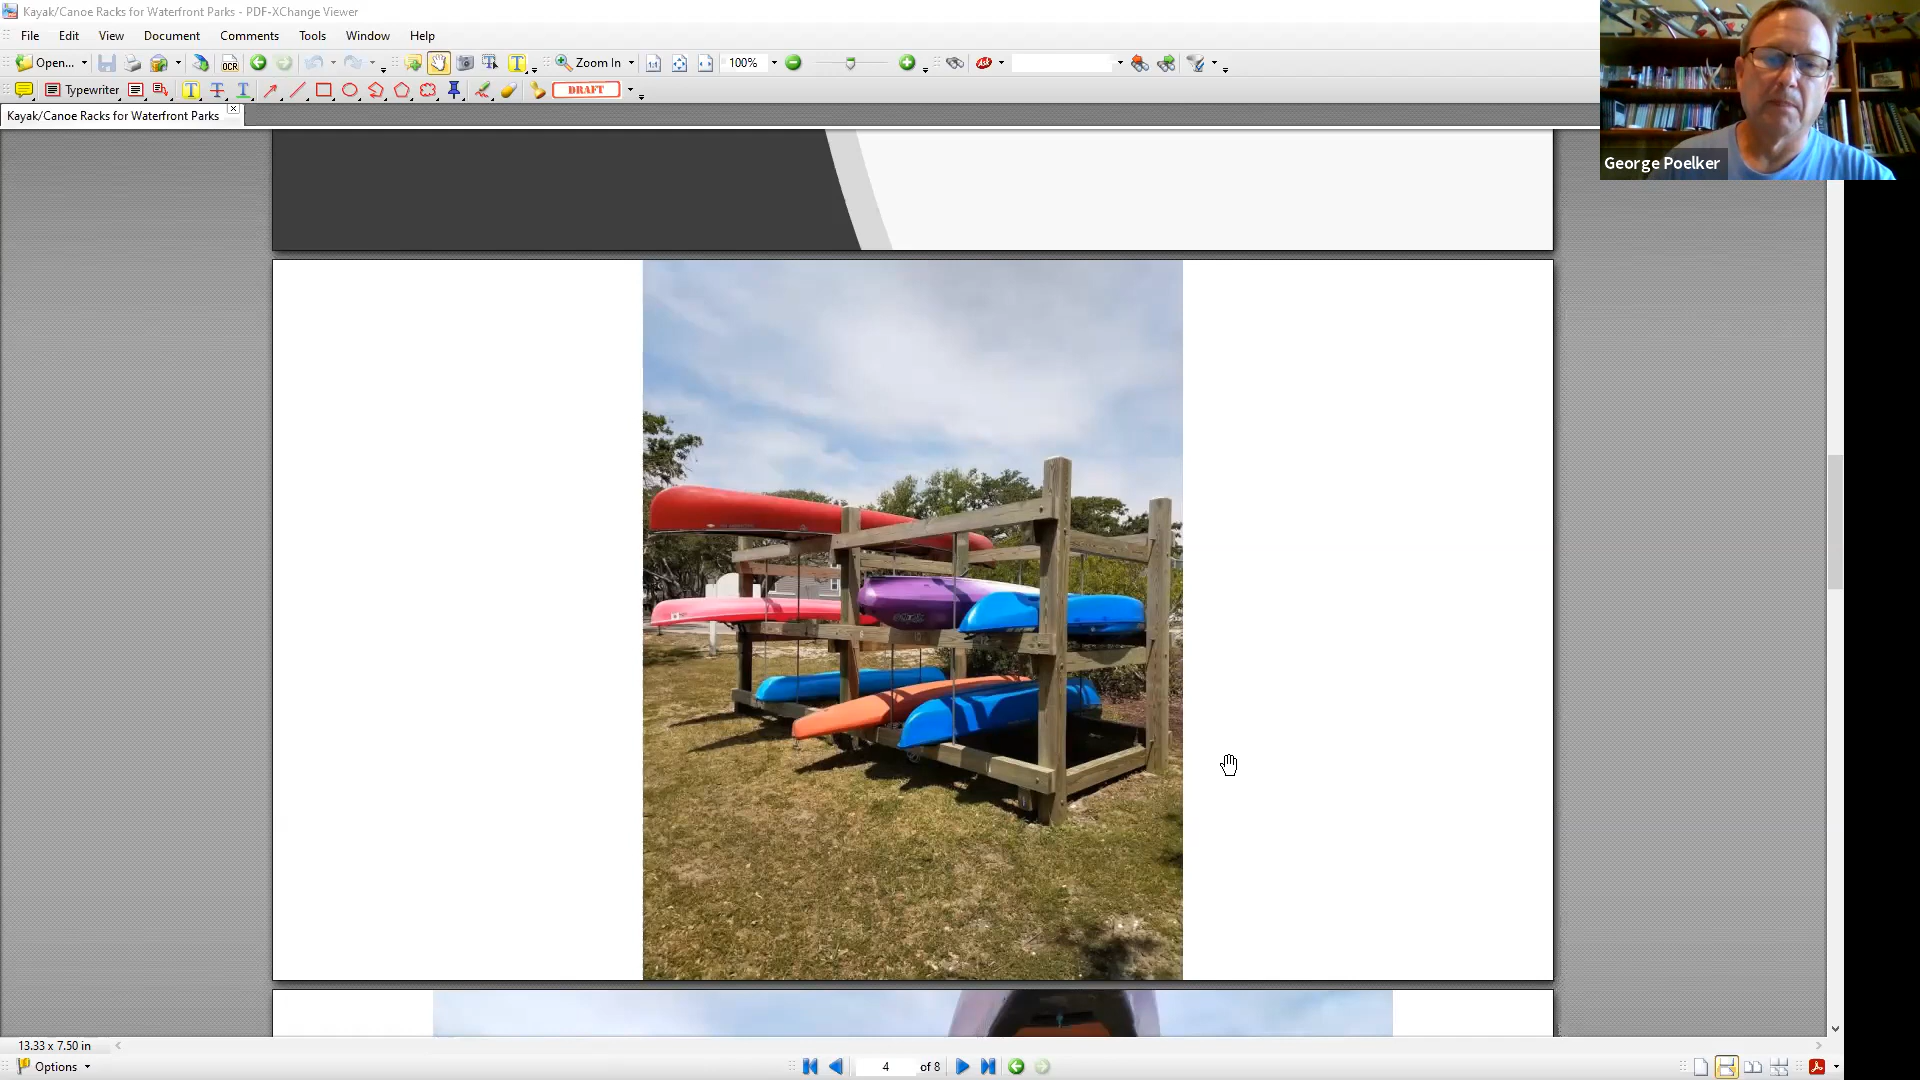 Kayak/Canoe Racks for Waterfront Parks - PDF-XChange Viewer
File Edit View Document Comments Tools Window Help
Open... OCR Zoom In 100% Ask
Typewriter DRAFT
Kayak/Canoe Racks for Waterfront Parks
George Poelker
13.33 x 7.50 in
Options 4 of 8